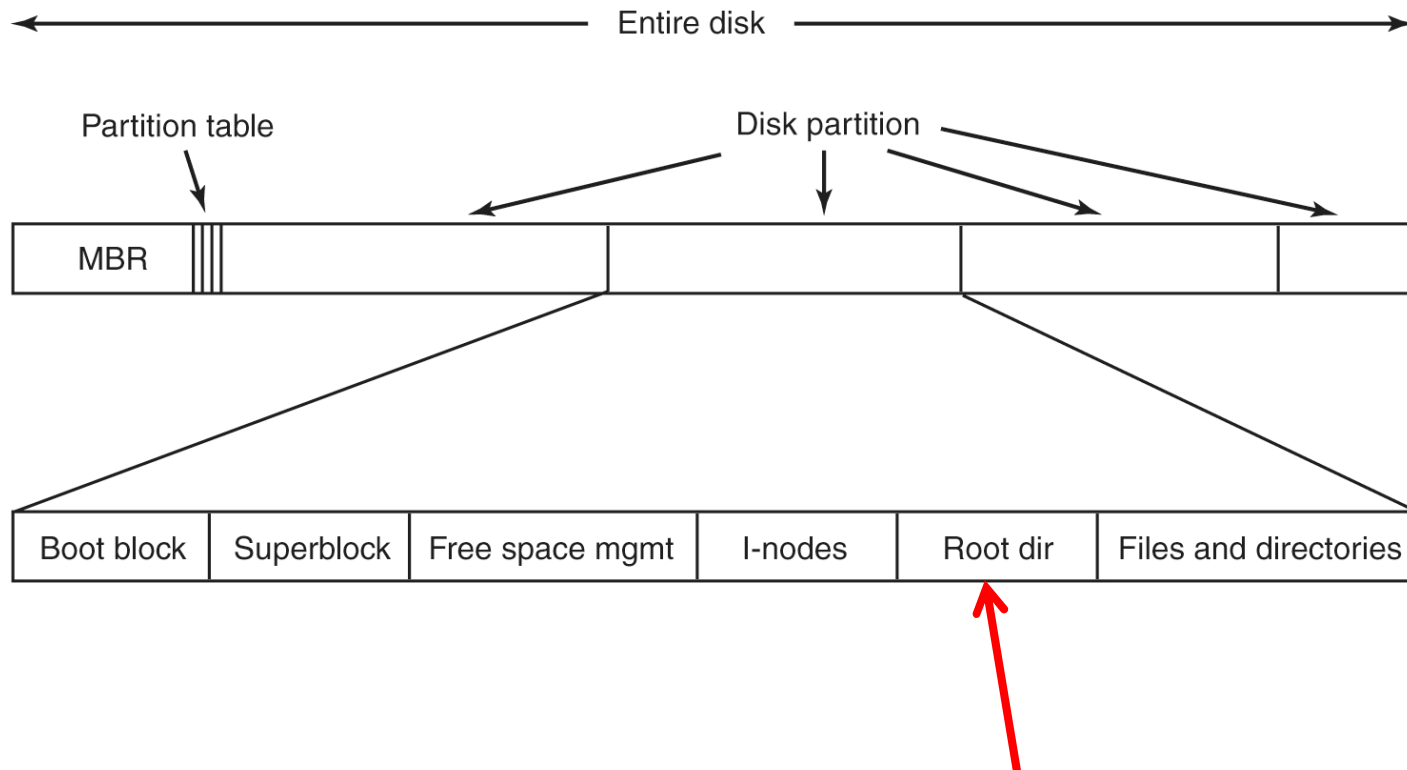 Entire disk
Partition table
Disk partition
MBR
Boot block
Superblock
Free space mgmt
I-nodes
Root dir
Files and directories